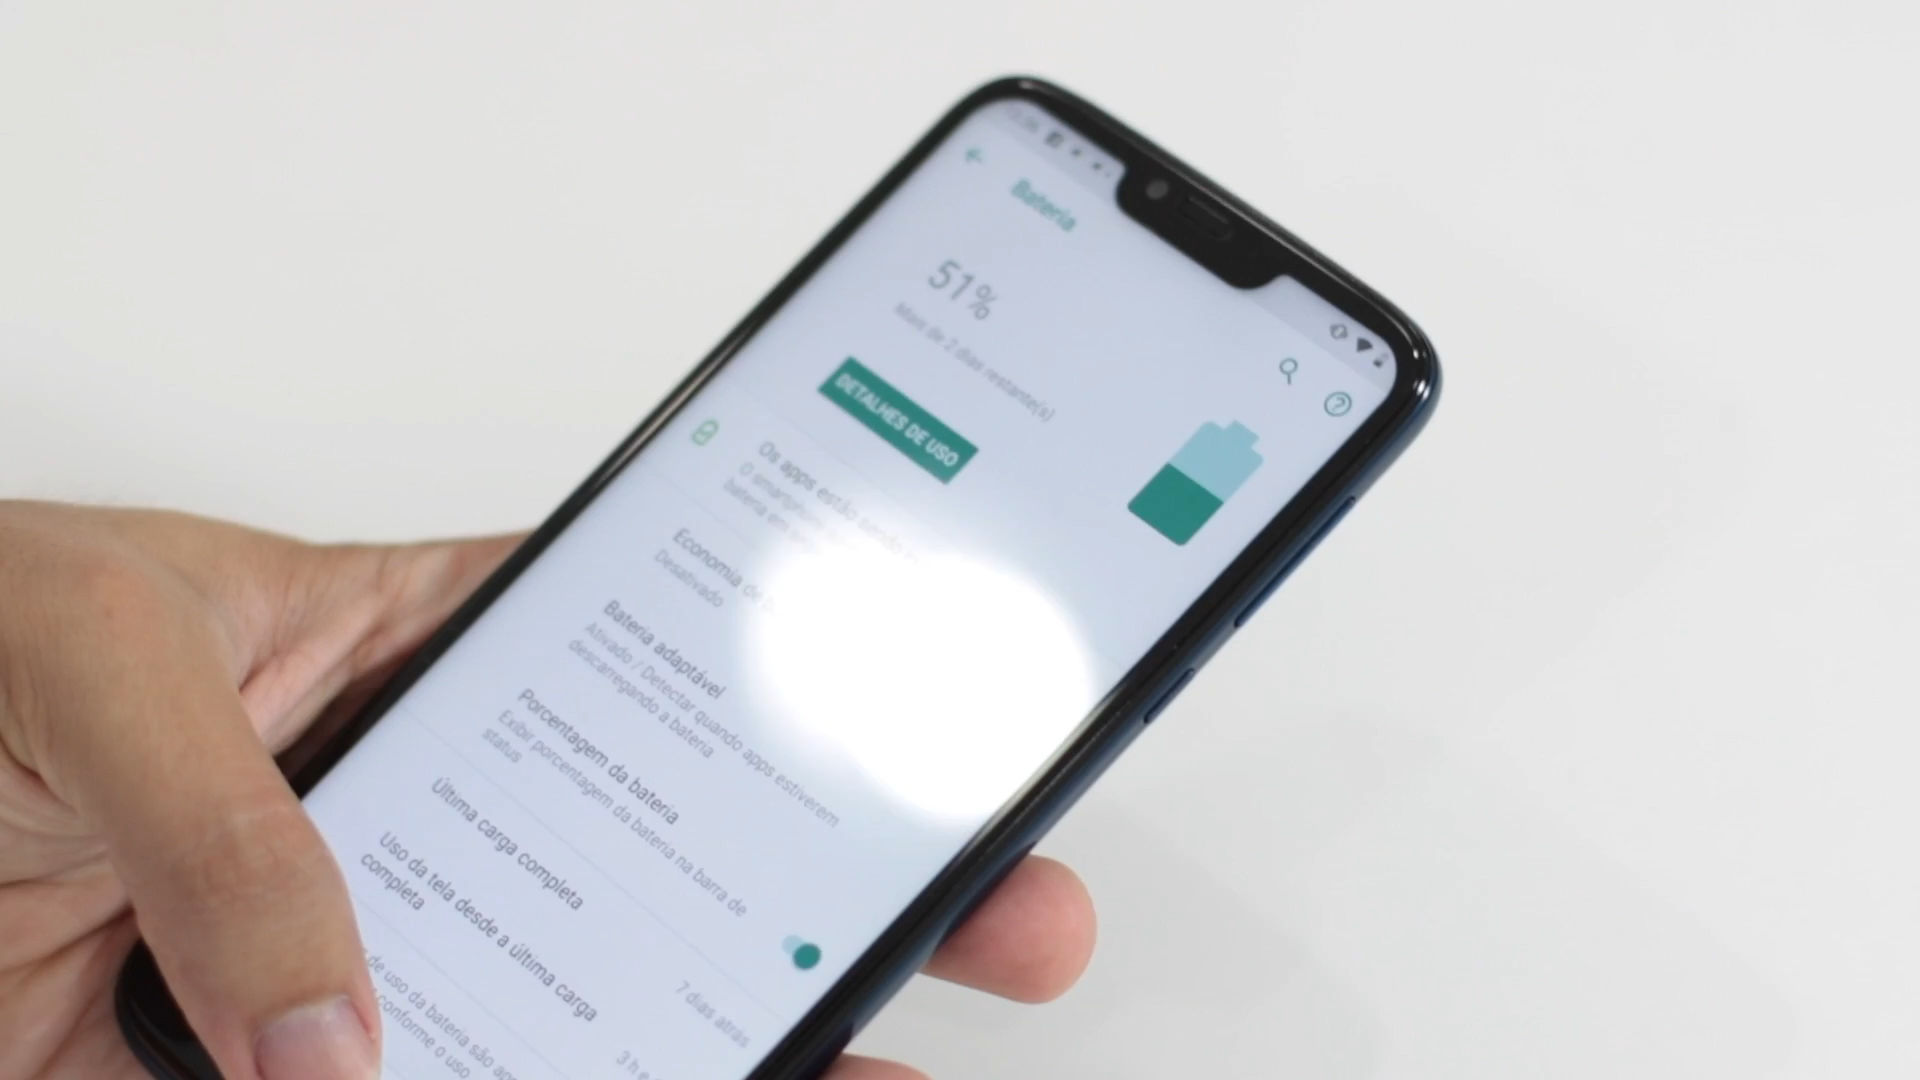 Bateria
51%
Mais de 2 dias restante(s)
DETALHES DE USO
Os apps estão sendo
O smartphone
bateria em
Economia de
Desativado
Bateria adaptável
Ativado / Detectar quando apps estiverem
descarregando a bateria
Porcentagem da bateria
Exibir porcentagem da bateria na barra de
status
Última carga completa
7 dias atrás
Uso da tela desde a última carga
completa
3 h e
de uso da bateria são
conforme o uso